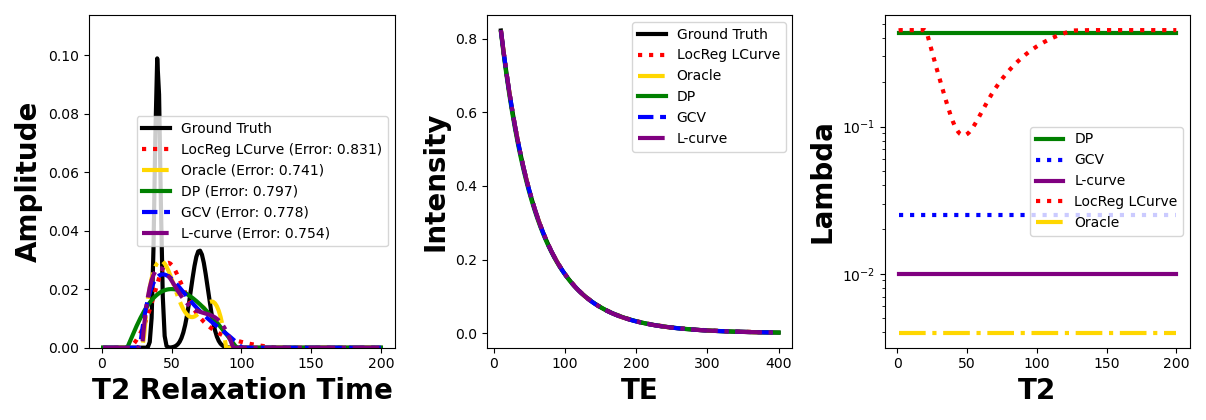 Amplitude
0.10
0.08
0.06
0.04
0.02
0.00
Ground Truth
LocReg LCurve (Error: 0.831)
Oracle (Error: 0.741)
DP (Error: 0.797)
GCV (Error: 0.778)
L-curve (Error: 0.754)
0 50 100 150 200
T2 Relaxation Time
Intensity
0.8
0.6
0.4
0.2
0.0
Ground Truth
LocReg LCurve
Oracle
DP
GCV
L-curve
0 100 200 300 400
TE
Lambda
10⁻¹
10⁻²
DP
GCV
L-curve
LocReg LCurve
Oracle
0 50 100 150 200
T2